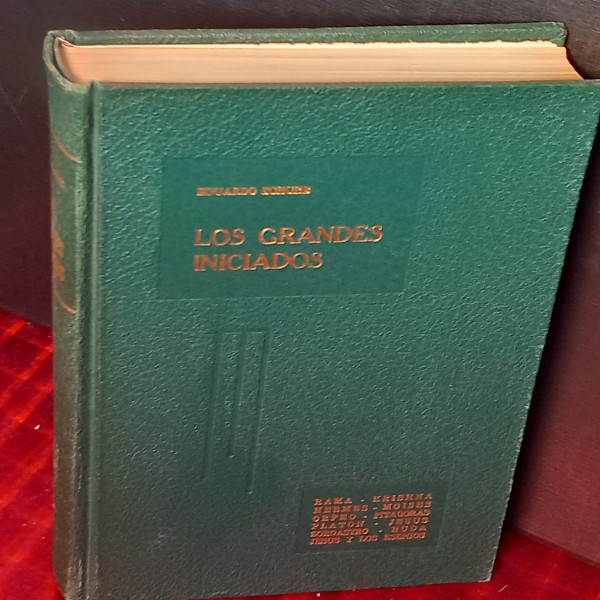 EDUARDO SCHURE
LOS GRANDES
INICIADOS
RAMA - KRISHNA
HERMES - MOISES
ORFEO - PITAGORAS
PLATON - JESUS
ZOROASTRO - BUDA
JESUS Y LOS ESENIOS